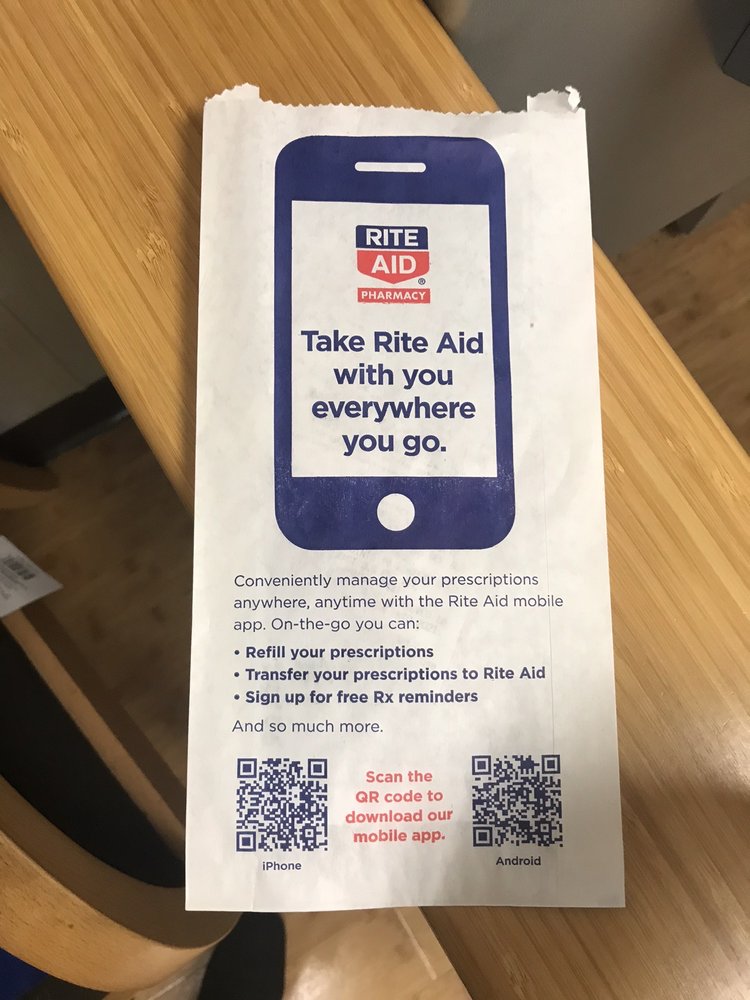 RITE
AID
®
PHARMACY
Take Rite Aid
with you
everywhere
you go.
Conveniently manage your prescriptions
anywhere, anytime with the Rite Aid mobile
app. On-the-go you can:
• Refill your prescriptions
• Transfer your prescriptions to Rite Aid
• Sign up for free Rx reminders
And so much more.
Scan the
QR code to
download our
mobile app.
iPhone
Android